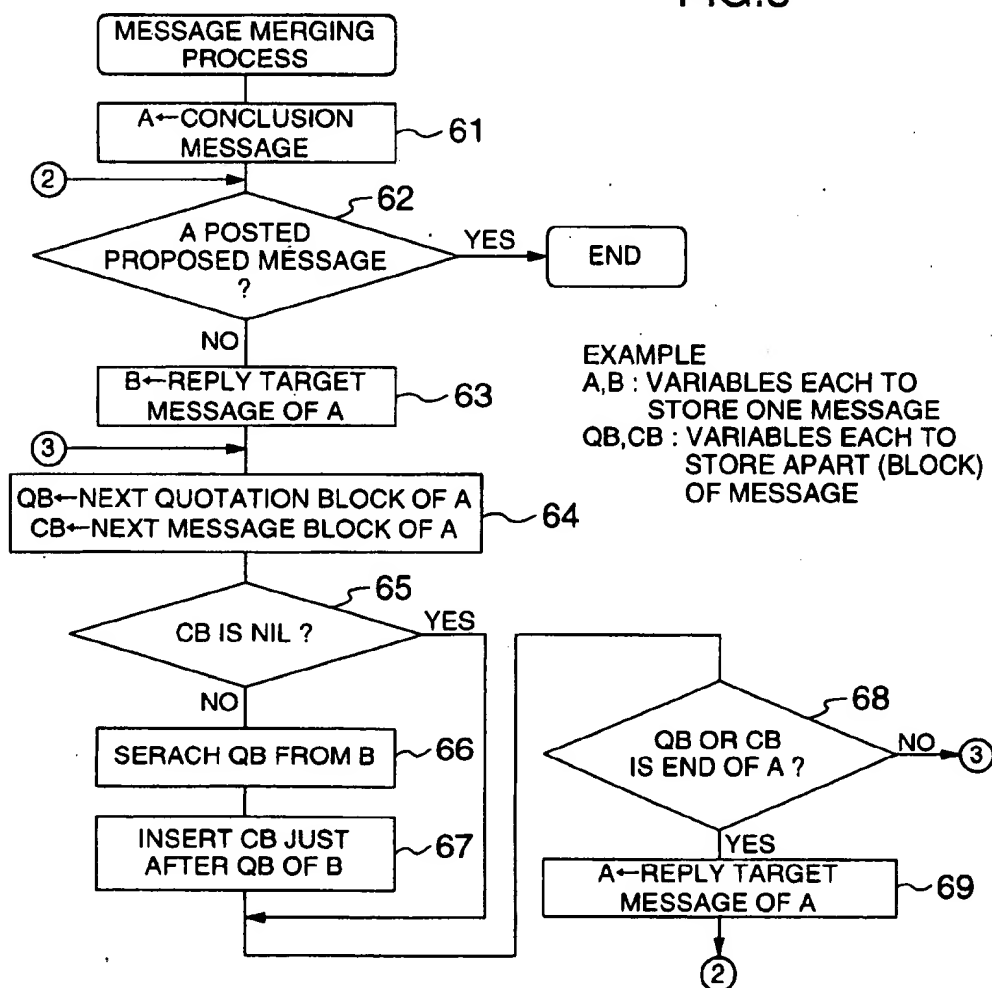 MESSAGE MERGING
PROCESS
A←CONCLUSION
MESSAGE
61
2
62
A POSTED
PROPOSED MESSAGE
?
YES
END
NO
B←REPLY TARGET
MESSAGE OF A
63
EXAMPLE
A,B : VARIABLES EACH TO
STORE ONE MESSAGE
QB,CB : VARIABLES EACH TO
STORE APART (BLOCK)
OF MESSAGE
3
QB←NEXT QUOTATION BLOCK OF A
CB←NEXT MESSAGE BLOCK OF A
64
65
CB IS NIL ?
YES
NO
SERACH QB FROM B
66
INSERT CB JUST
AFTER QB OF B
67
68
QB OR CB
IS END OF A ?
NO
3
YES
A←REPLY TARGET
MESSAGE OF A
69
2